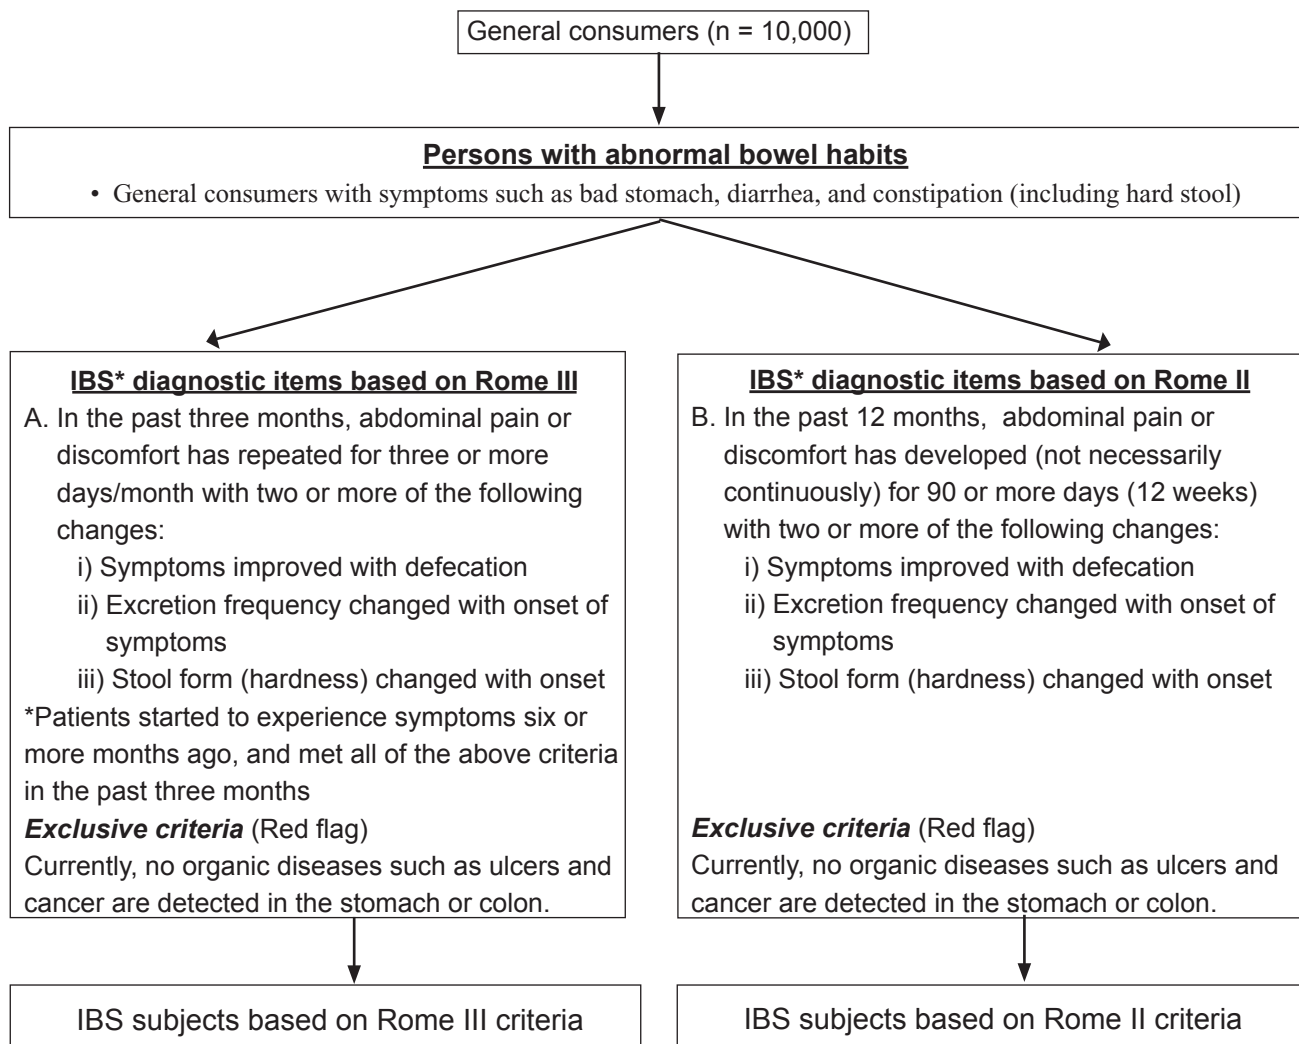 General consumers (n = 10,000)
Persons with abnormal bowel habits
• General consumers with symptoms such as bad stomach, diarrhea, and constipation (including hard stool)
IBS* diagnostic items based on Rome III
A. In the past three months, abdominal pain or
discomfort has repeated for three or more
days/month with two or more of the following
changes:
i) Symptoms improved with defecation
ii) Excretion frequency changed with onset of
symptoms
iii) Stool form (hardness) changed with onset
*Patients started to experience symptoms six or
more months ago, and met all of the above criteria
in the past three months
Exclusive criteria (Red flag)
Currently, no organic diseases such as ulcers and
cancer are detected in the stomach or colon.
IBS subjects based on Rome III criteria
IBS* diagnostic items based on Rome II
B. In the past 12 months, abdominal pain or
discomfort has developed (not necessarily
continuously) for 90 or more days (12 weeks)
with two or more of the following changes:
i) Symptoms improved with defecation
ii) Excretion frequency changed with onset of
symptoms
iii) Stool form (hardness) changed with onset
Exclusive criteria (Red flag)
Currently, no organic diseases such as ulcers and
cancer are detected in the stomach or colon.
IBS subjects based on Rome II criteria